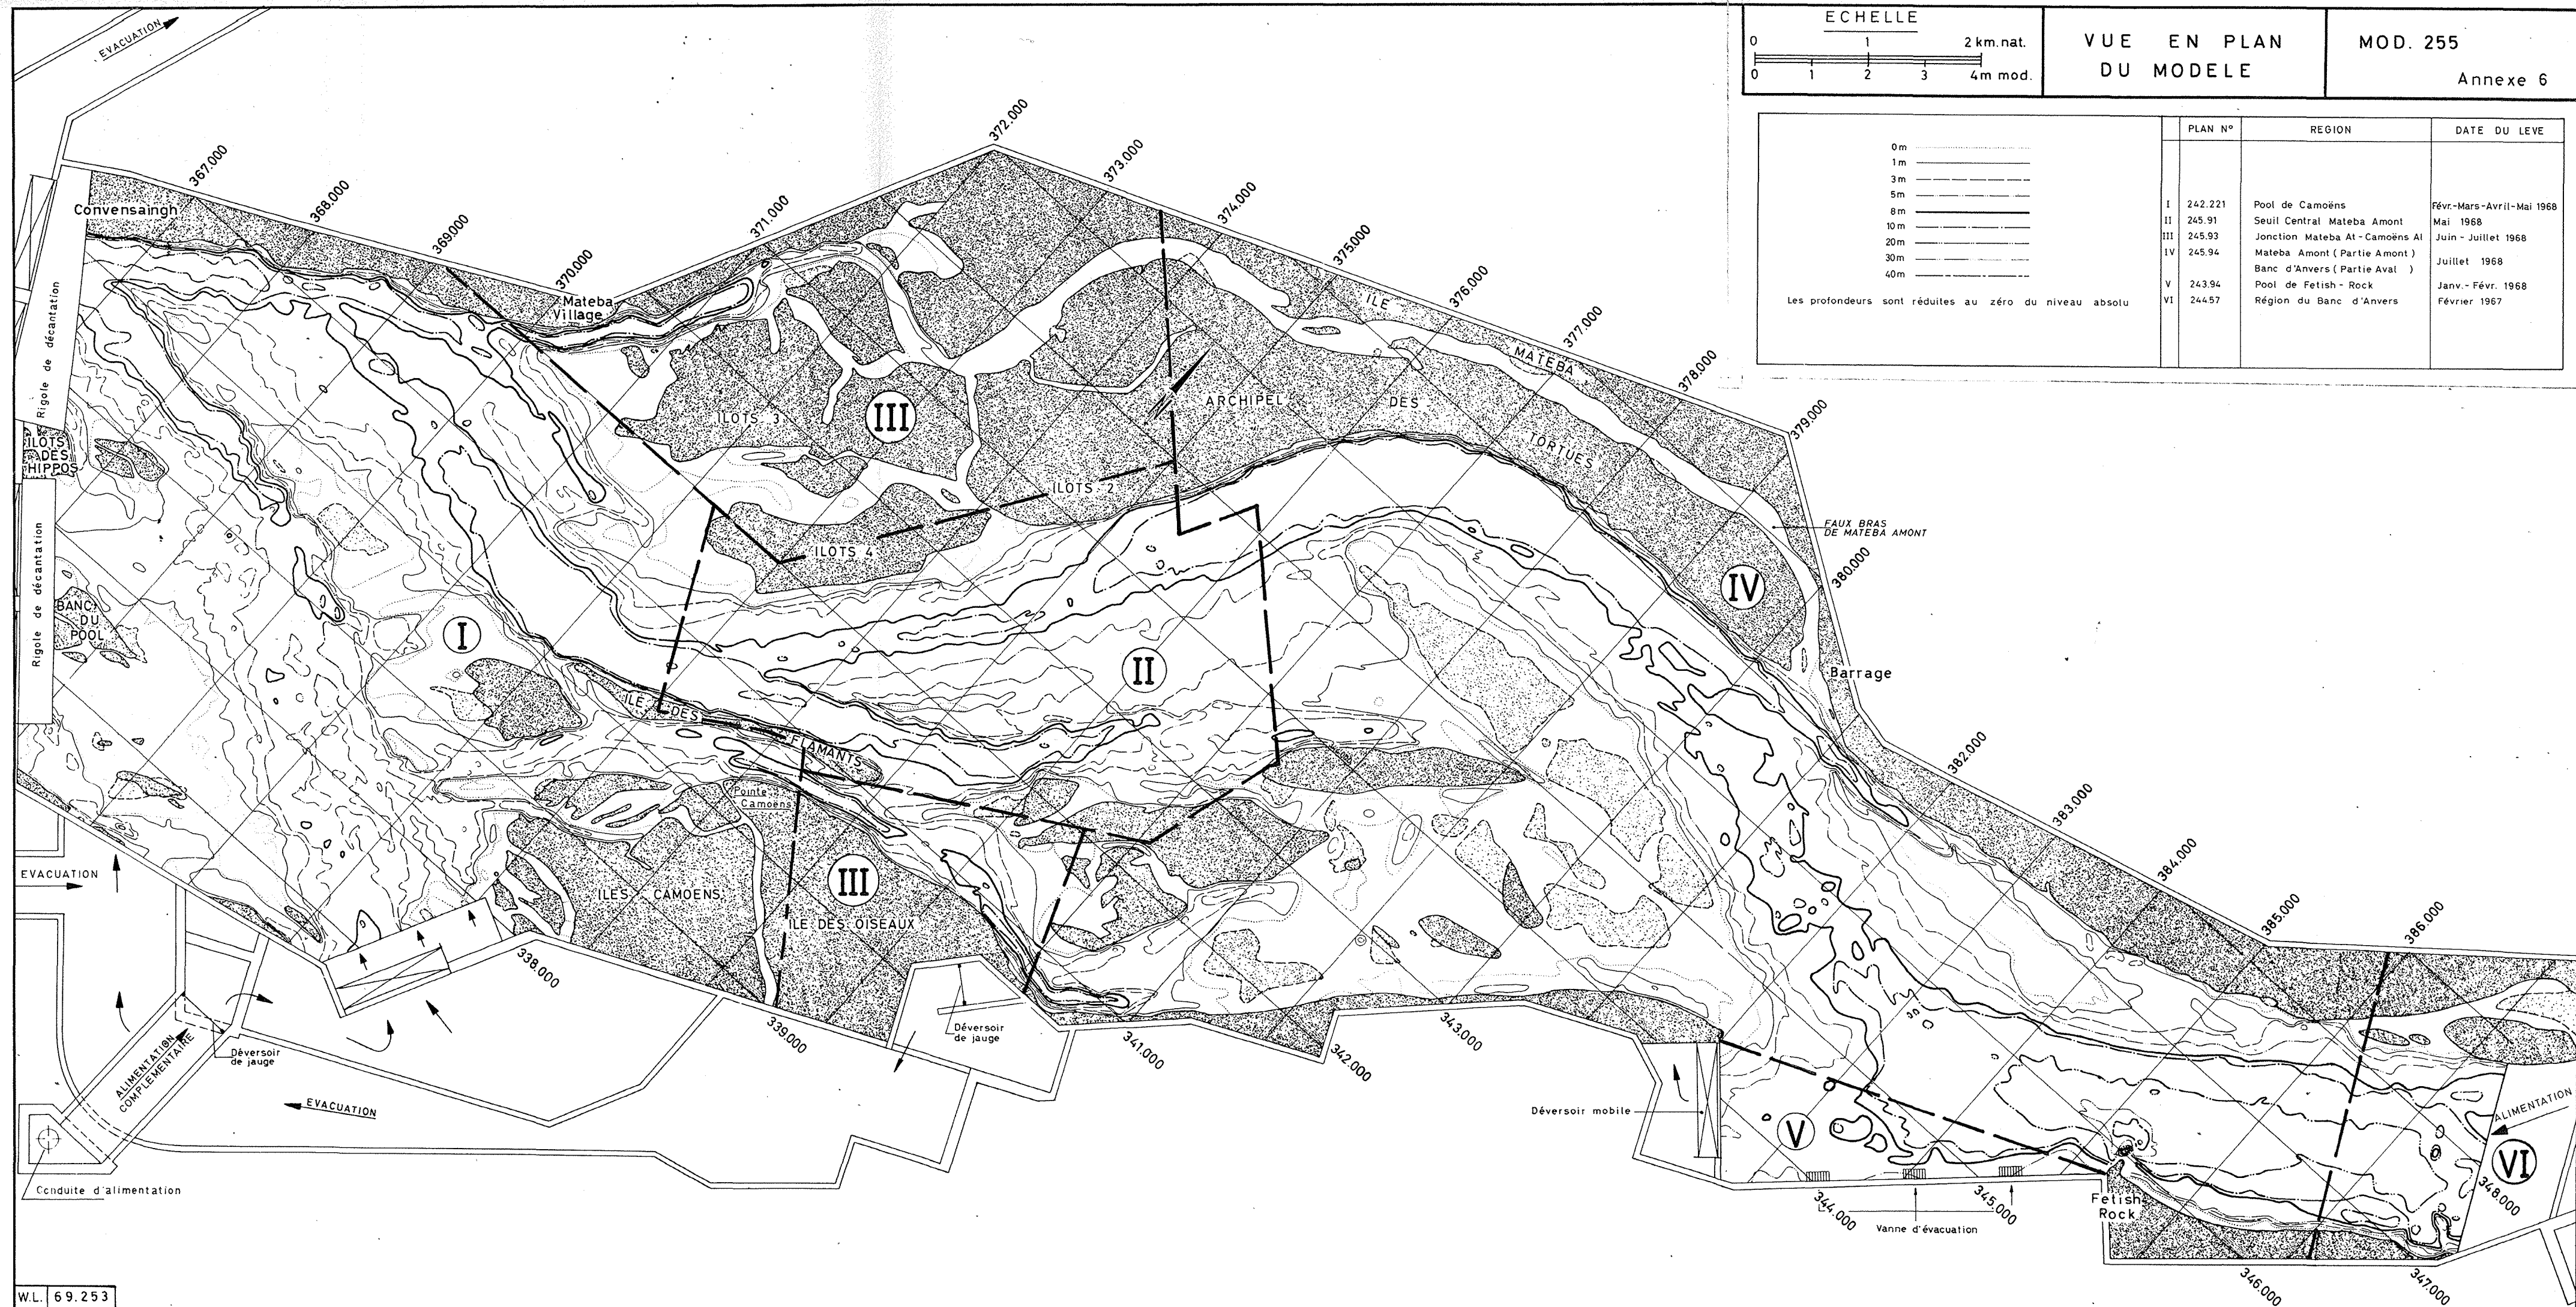 ECHELLE
0 1 2 km. nat.
0 1 2 3 4m mod.
VUE EN PLAN
DU MODELE
MOD. 255
Annexe 6
0m
1m
3m
5m
8m
10m
20m
30m
40m
Les profondeurs sont réduites au zéro du niveau absolu
PLAN N° REGION DATE DU LEVE
I 242.221 Pool de Camoëns Févr.-Mars-Avril-Mai 1968
II 245.91 Seuil Central Mateba Amont Mai 1968
III 245.93 Jonction Mateba At-Camoëns Al Juin - Juillet 1968
IV 245.94 Mateba Amont ( Partie Amont )
Banc d'Anvers ( Partie Aval )
Juillet 1968
V 243.94 Pool de Fetish - Rock Janv.- Févr. 1968
VI 244.57 Région du Banc d'Anvers Février 1967
EVACUATION
367.000
368.000
369.000
370.000
371.000
372.000
373.000
374.000
375.000
376.000
377.000
378.000
379.000
380.000
382.000
383.000
384.000
385.000
386.000
Convensaingh
Mateba
Village
Rigole de décantation
ILOTS
DES
HIPPOS
Rigole de décantation
BANC
DU
POOL
ILOTS 3
III
ILOTS 2
ILOTS 4
ARCHIPEL DES TORTUES
ILE MATEBA
FAUX BRAS
DE MATEBA AMONT
IV
Barrage
I
II
ILE DES FLAMANTS
Pointe
Camoëns
ILES CAMOENS
III
ILE DES OISEAUX
EVACUATION
Déversoir
de jauge
ALIMENTATION
COMPLEMENTAIRE
EVACUATION
Conduite d'alimentation
Déversoir
de jauge
338.000
339.000
341.000
342.000
343.000
344.000
345.000
346.000
347.000
348.000
Déversoir mobile
V
Vanne d'évacuation
Fetish
Rock
ALIMENTATION
VI
W.L. 69.253